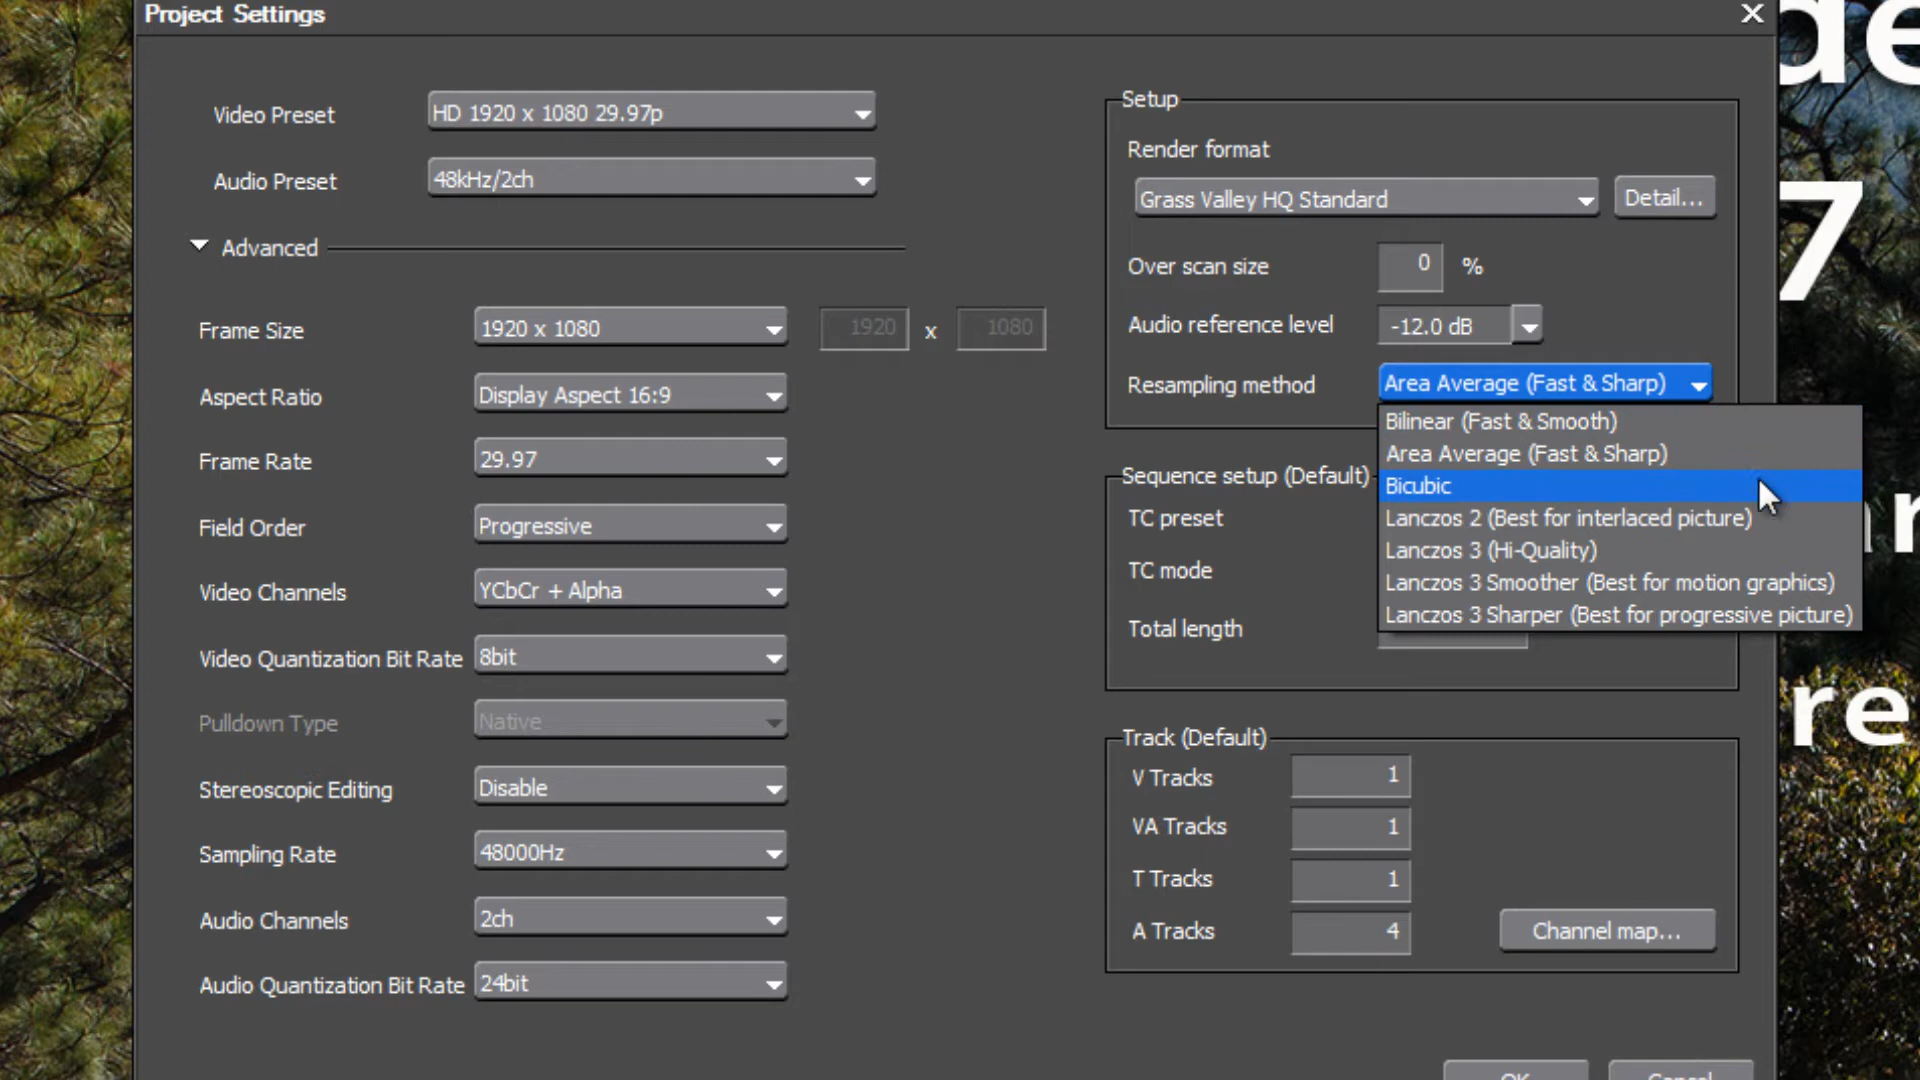 Project Settings
Video Preset
HD 1920 x 1080 29.97p
Audio Preset
48kHz/2ch
Advanced
Frame Size
1920 x 1080
1920 x 1080
Aspect Ratio
Display Aspect 16:9
Frame Rate
29.97
Field Order
Progressive
Video Channels
YCbCr + Alpha
Video Quantization Bit Rate
8bit
Pulldown Type
Native
Stereoscopic Editing
Disable
Sampling Rate
48000Hz
Audio Channels
2ch
Audio Quantization Bit Rate
24bit
Setup
Render format
Grass Valley HQ Standard
Detail...
Over scan size
0 %
Audio reference level
-12.0 dB
Resampling method
Area Average (Fast & Sharp)
Bilinear (Fast & Smooth)
Area Average (Fast & Sharp)
Bicubic
Lanczos 2 (Best for interlaced picture)
Lanczos 3 (Hi-Quality)
Lanczos 3 Smoother (Best for motion graphics)
Lanczos 3 Sharper (Best for progressive picture)
Sequence setup (Default)
TC preset
TC mode
Total length
Track (Default)
V Tracks
1
VA Tracks
1
T Tracks
1
A Tracks
4
Channel map...
OK
Cancel
de
7
re